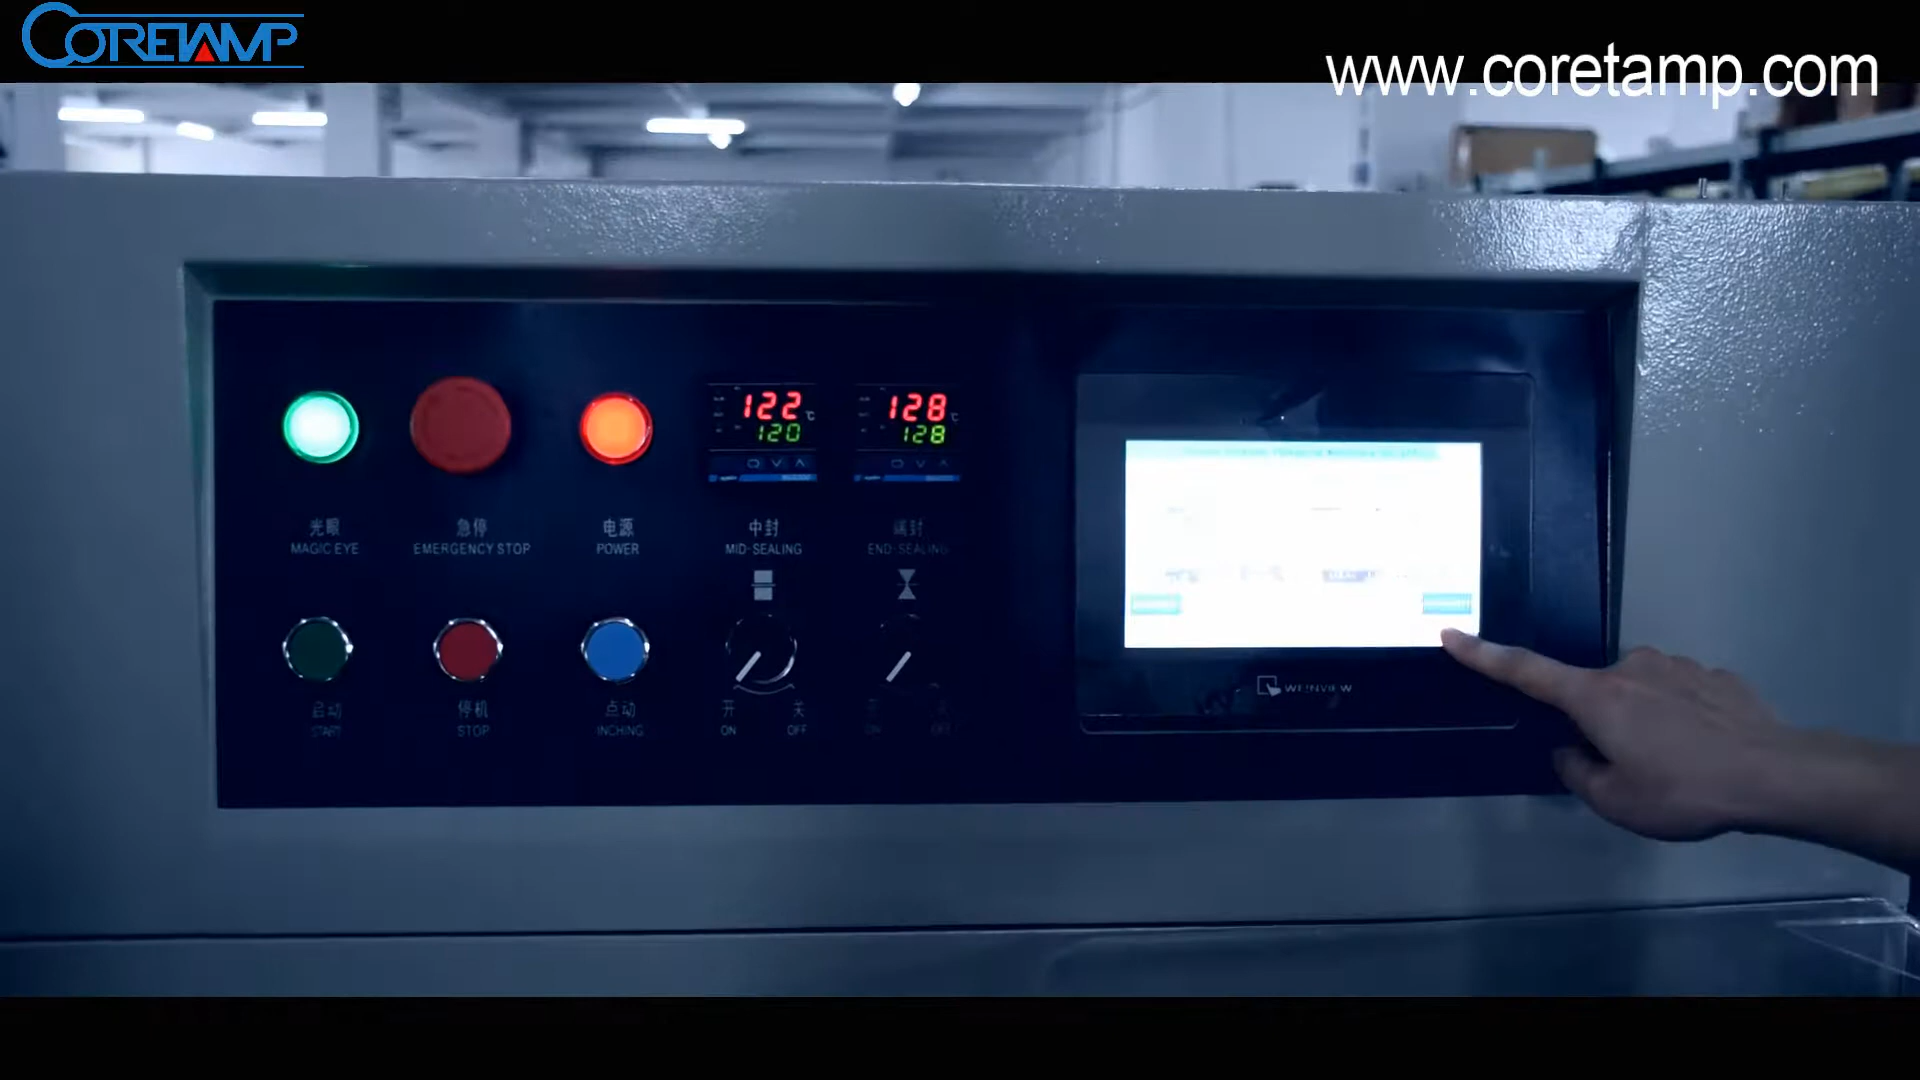 CORETAMP
www.coretamp.com
122 °C
120
128 °C
128
光眼
MAGIC EYE
急停
EMERGENCY STOP
电源
POWER
中封
MID-SEALING
端封
END-SEALING
启动
START
停机
STOP
点动
INCHING
开
ON
关
OFF
开
ON
关
OFF
WEINVIEW